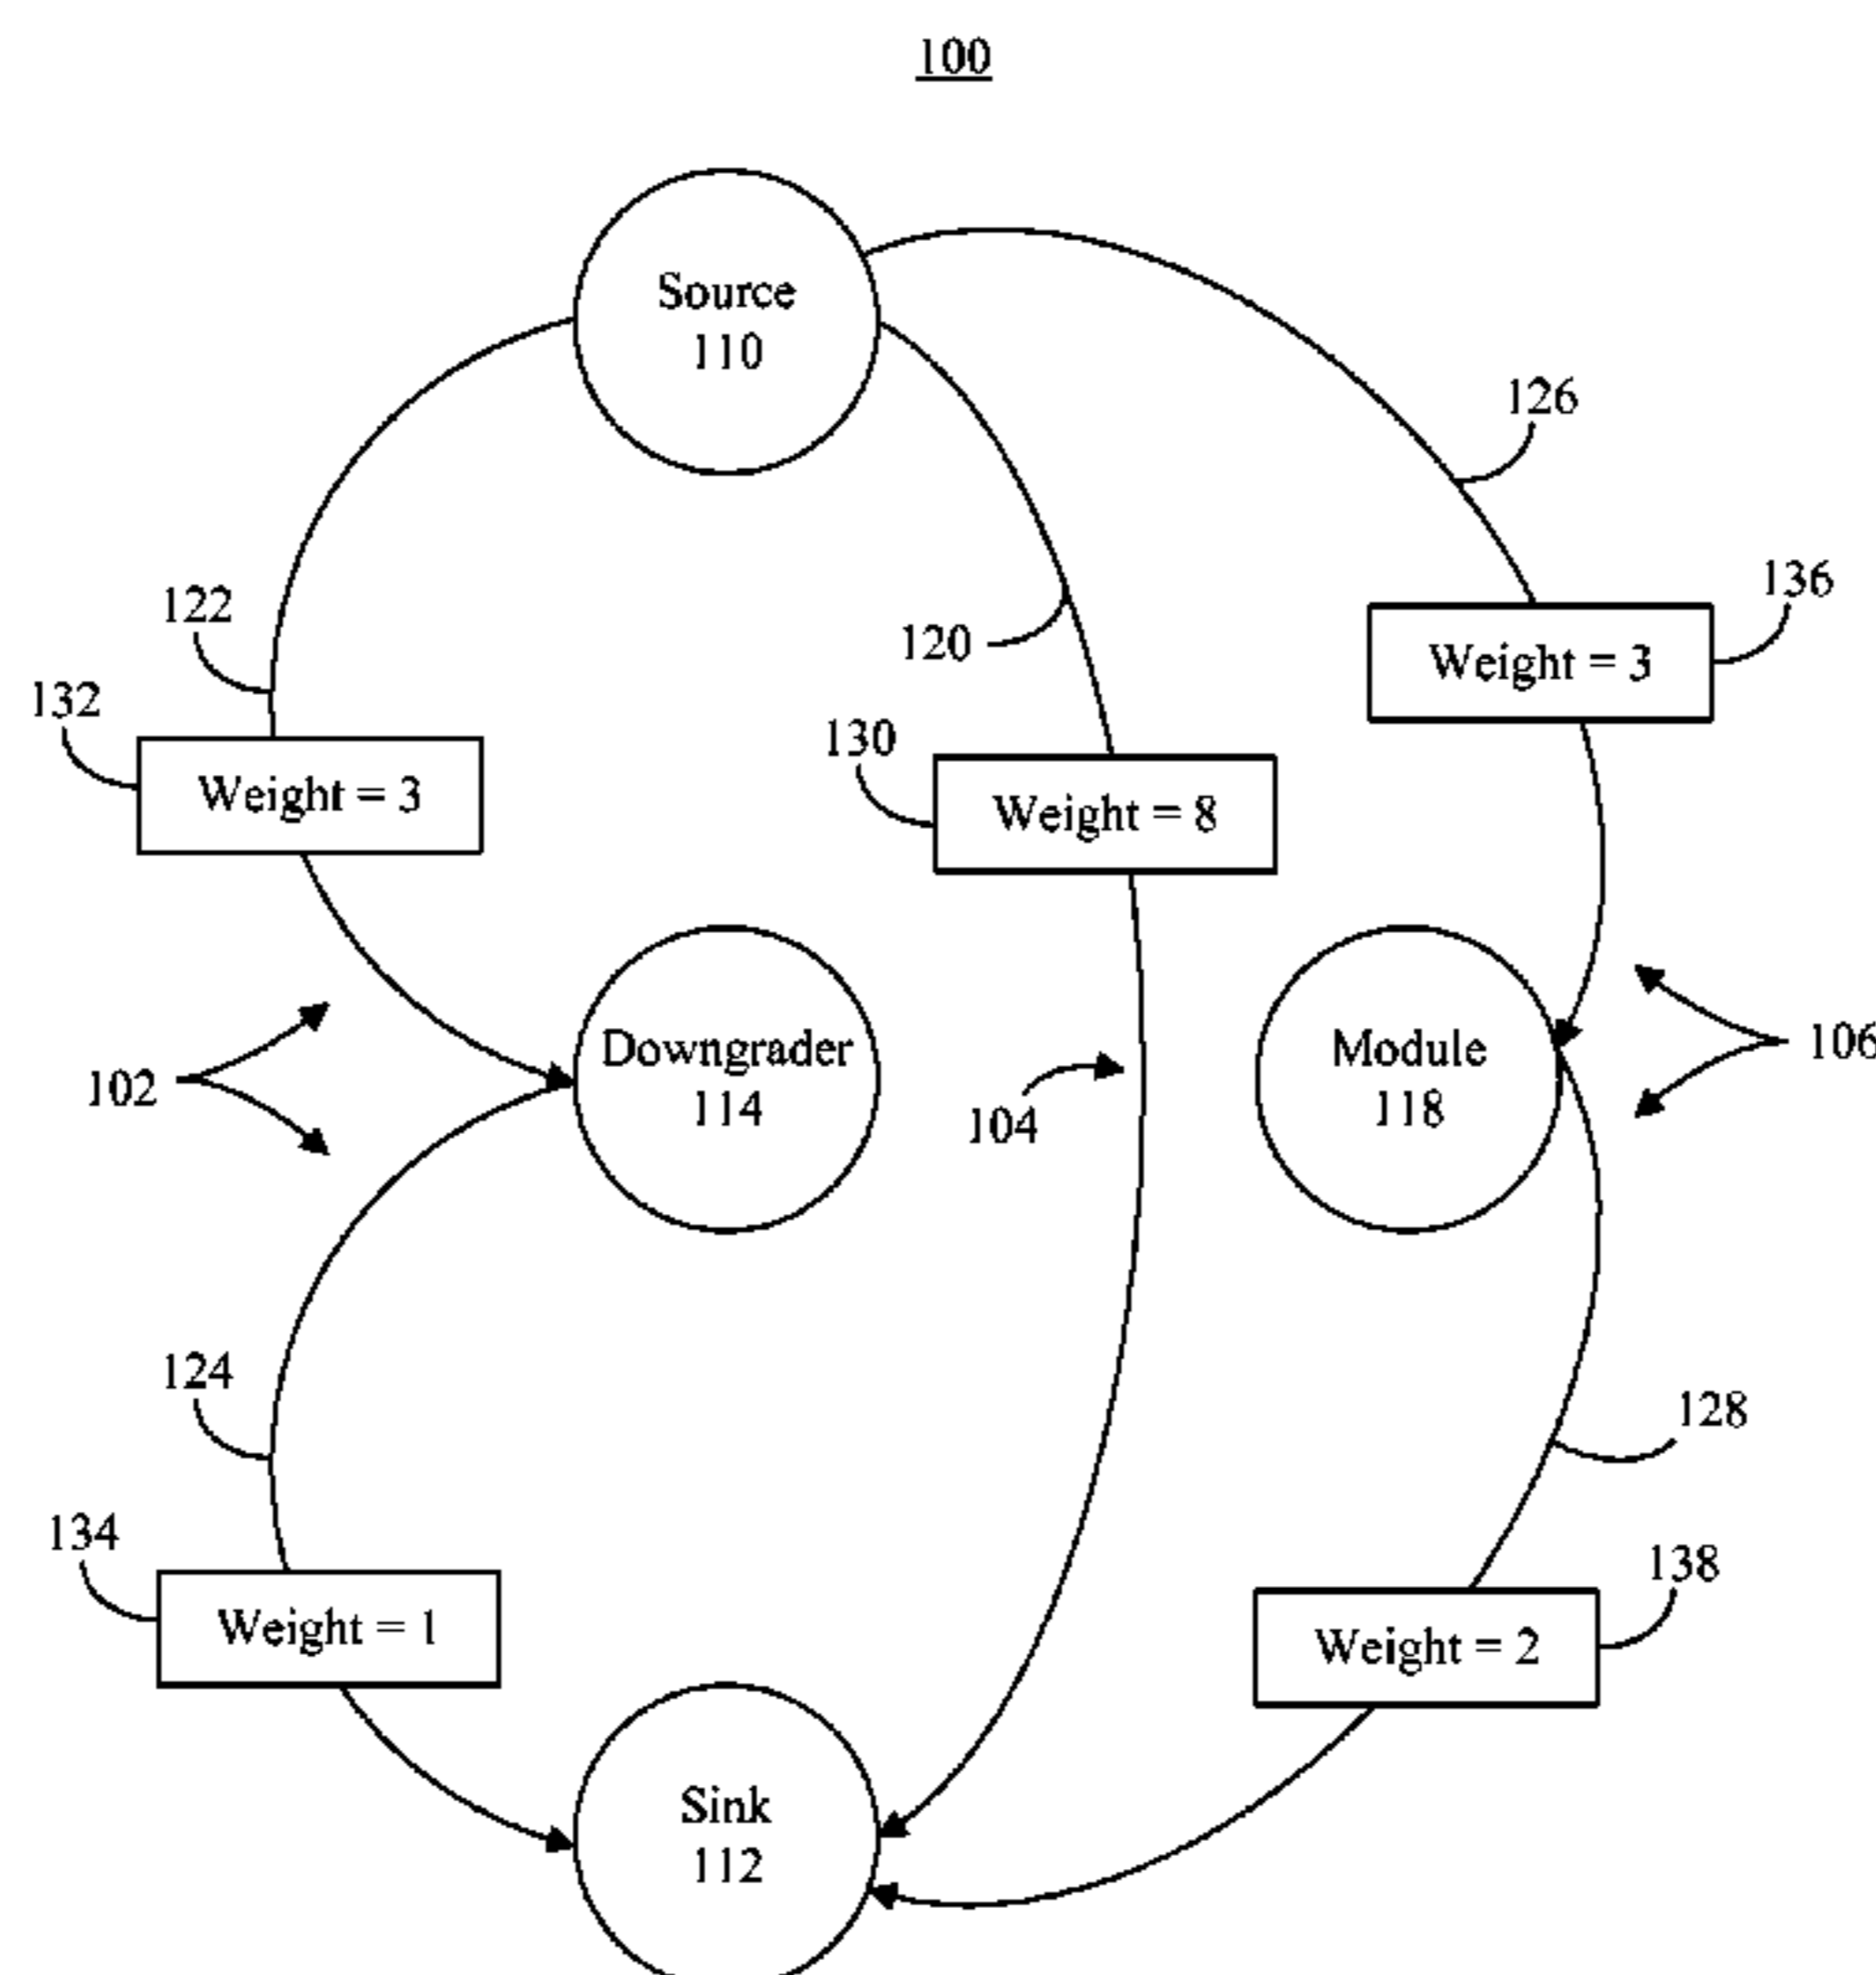 100
Source
110
126
136
122
120
Weight = 3
132
130
Weight = 3
Weight = 8
Downgrader
114
Module
118
106
102
104
124
128
134
138
Weight = 1
Weight = 2
Sink
112